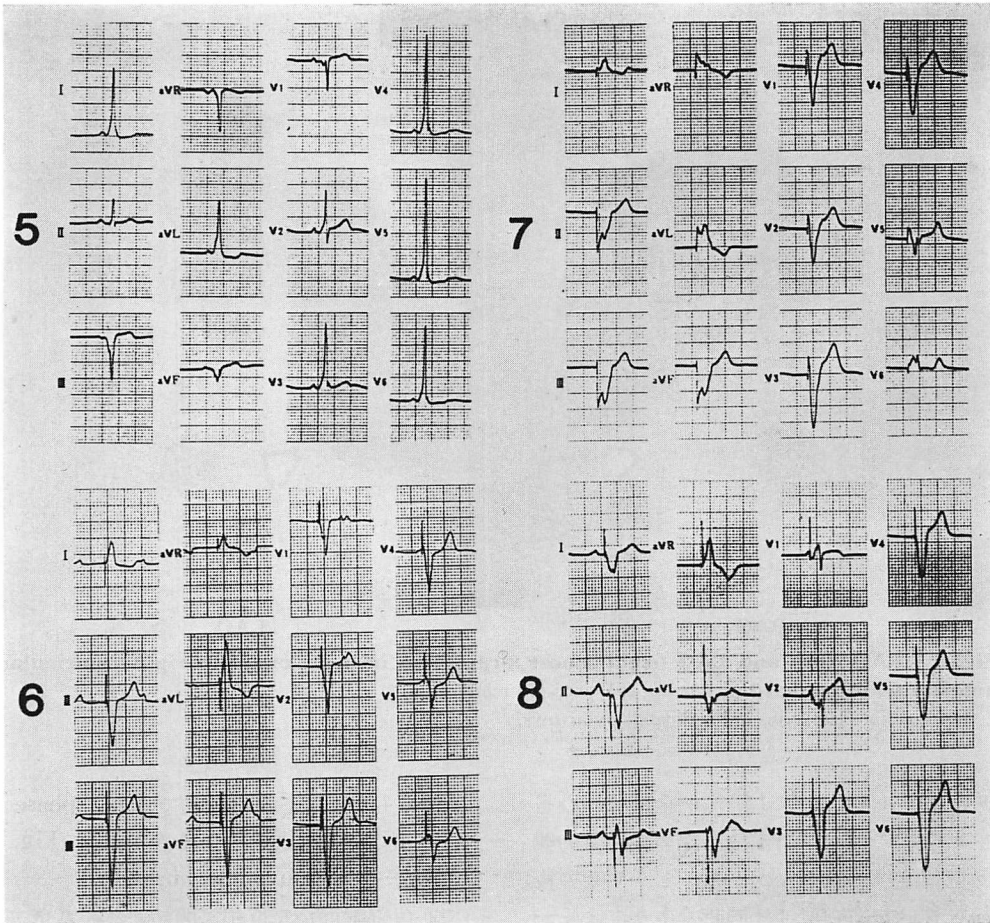 5
I aVR V1 V4
II aVL V2 V5
III aVF V3 V6
7
I aVR V1 V4
II aVL V2 V5
III aVF V3 V6
6
I aVR V1 V4
II aVL V2 V5
III aVF V3 V6
8
I aVR V1 V4
II aVL V2 V5
III VF V3 V6